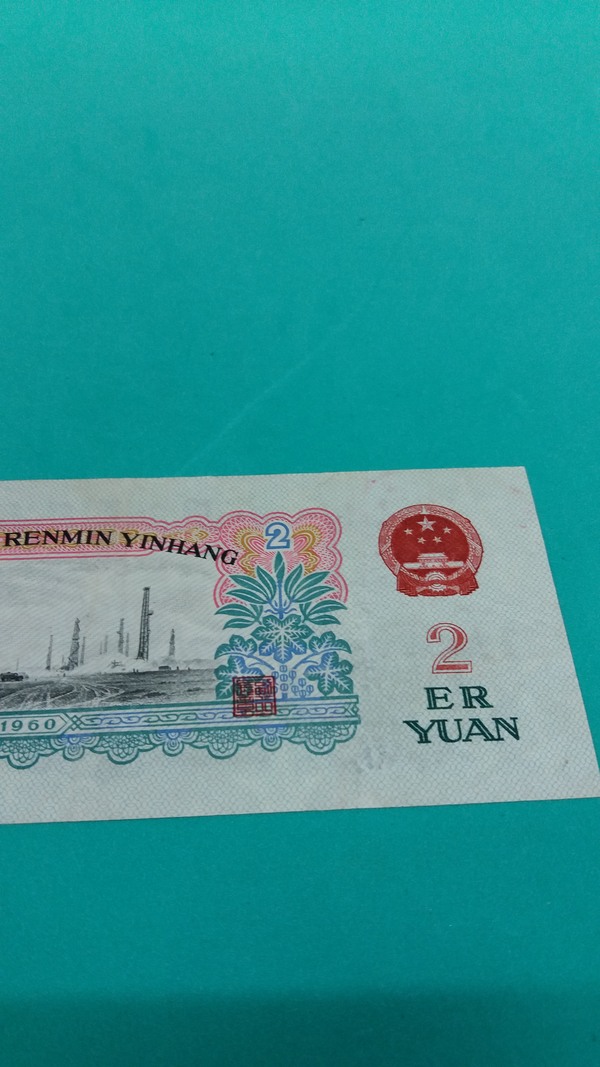 RENMIN YINHANG
2
2
ER
YUAN
1960